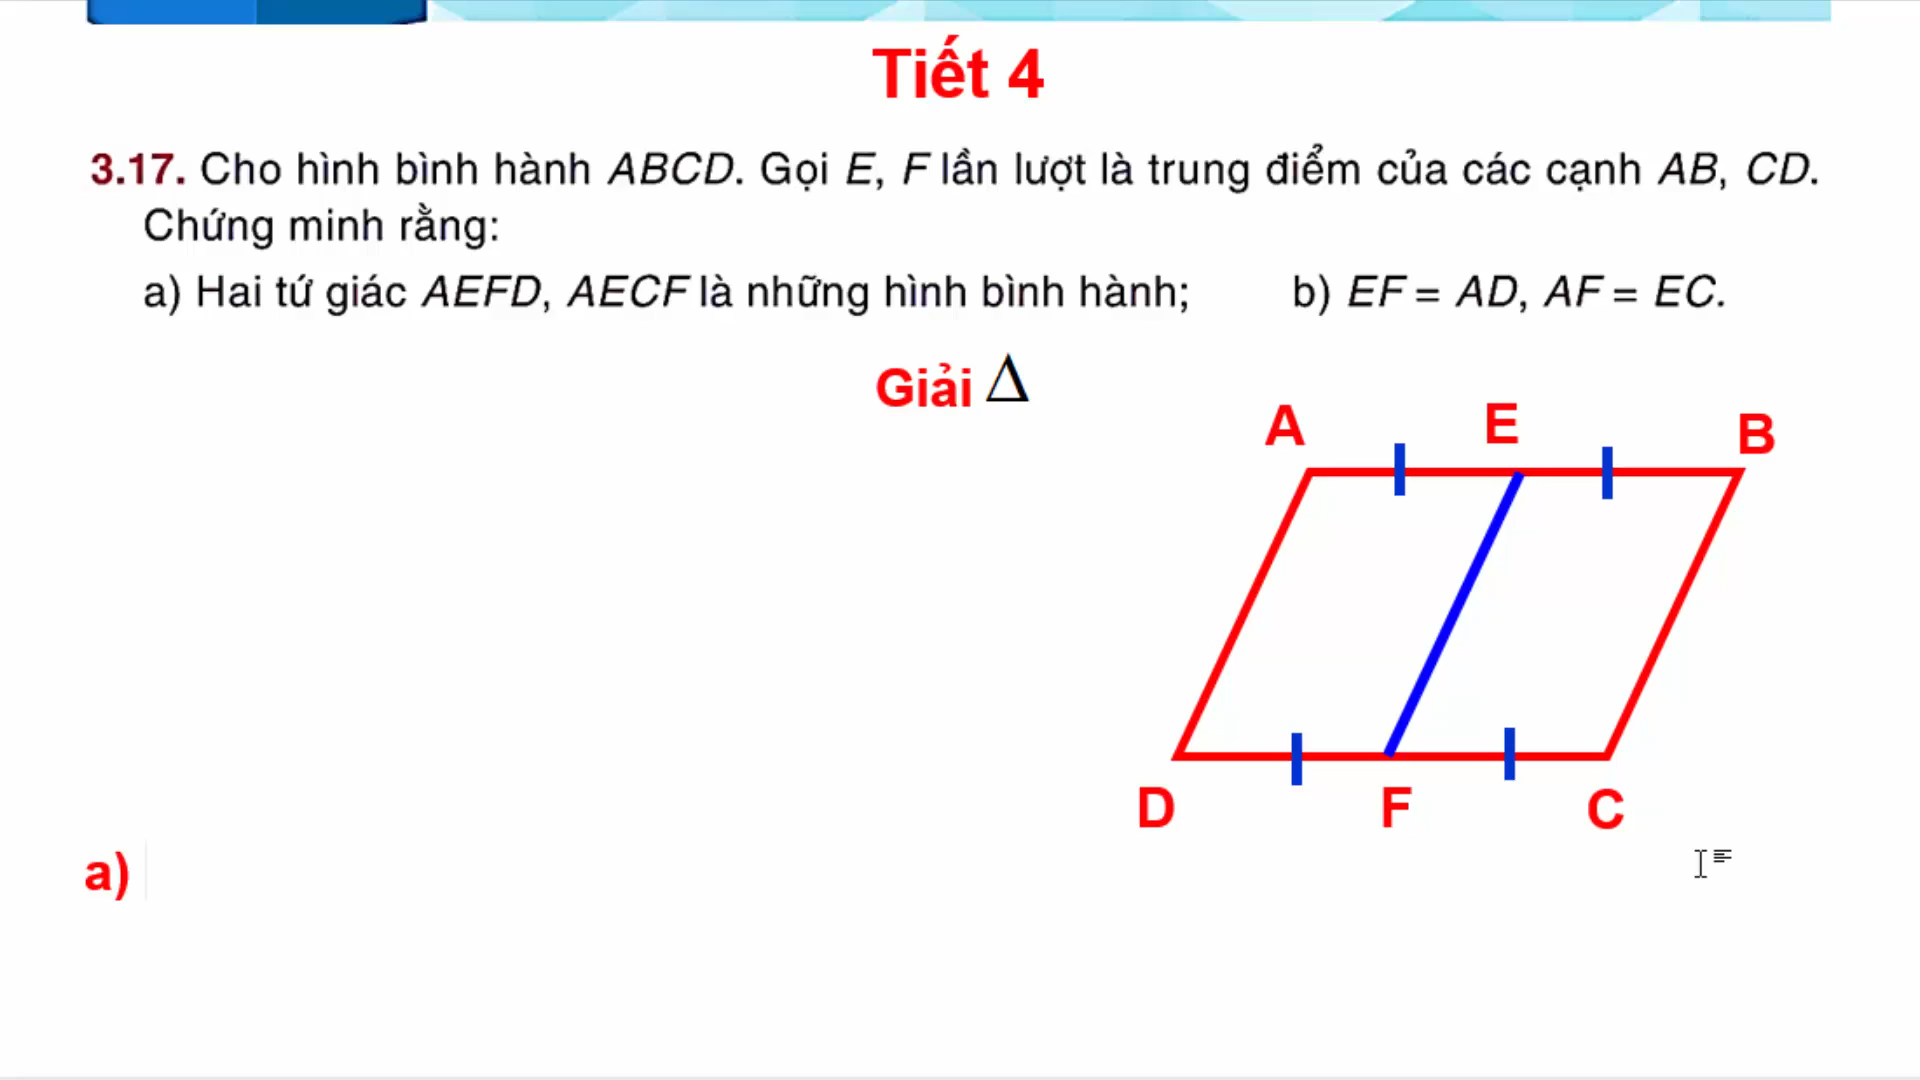 Tiết 4
3.17. Cho hình bình hành ABCD. Gọi E, F lần lượt là trung điểm của các cạnh AB, CD.
Chứng minh rằng:
a) Hai tứ giác AEFD, AECF là những hình bình hành; b) EF = AD, AF = EC.
Giải Δ
A E B
D F C
a)